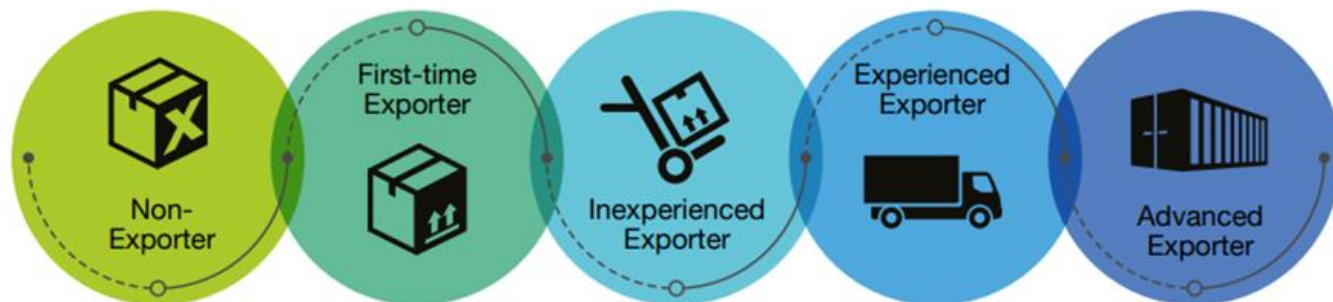 Non-
Exporter
First-time
Exporter
Inexperienced
Exporter
Experienced
Exporter
Advanced
Exporter